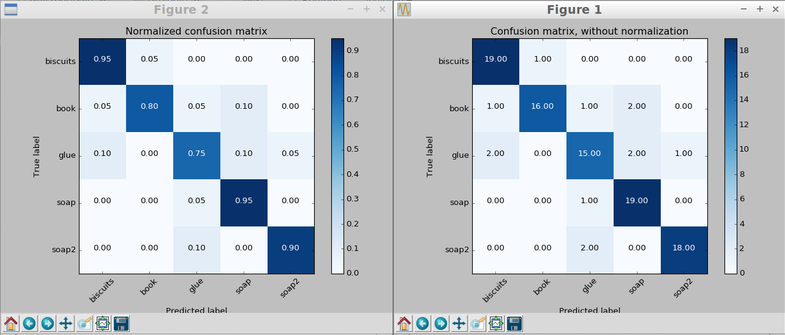 Figure 2
Normalized confusion matrix
True label
biscuits 0.95 0.05 0.00 0.00 0.00
book 0.05 0.80 0.05 0.10 0.00
glue 0.10 0.00 0.75 0.10 0.05
soap 0.00 0.00 0.05 0.95 0.00
soap2 0.00 0.00 0.10 0.00 0.90
biscuits book glue soap soap2
Predicted label
0.9
0.8
0.7
0.6
0.5
0.4
0.3
0.2
0.1
0.0
Figure 1
Confusion matrix, without normalization
True label
biscuits 19.00 1.00 0.00 0.00 0.00
book 1.00 16.00 1.00 2.00 0.00
glue 2.00 0.00 15.00 2.00 1.00
soap 0.00 0.00 1.00 19.00 0.00
soap2 0.00 0.00 2.00 0.00 18.00
biscuits book glue soap soap2
Predicted label
18
16
14
12
10
8
6
4
2
0